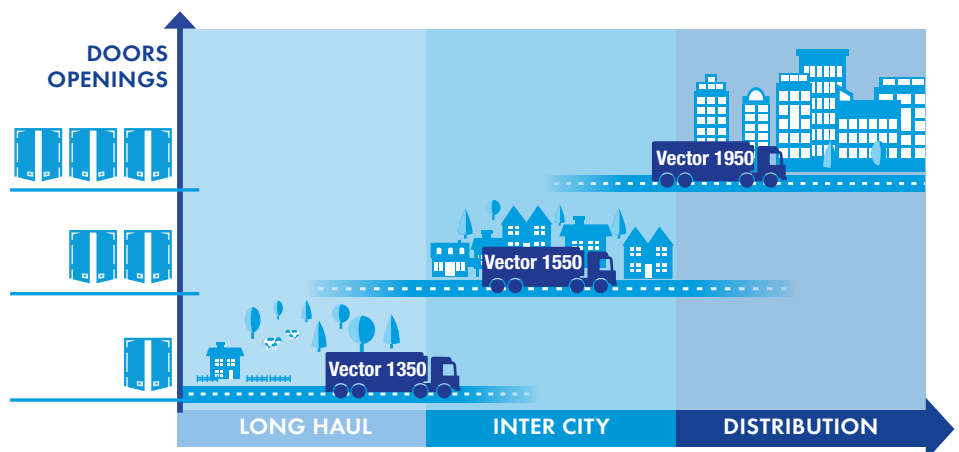 DOORS
OPENINGS
Vector 1950
Vector 1550
Vector 1350
LONG HAUL
INTER CITY
DISTRIBUTION